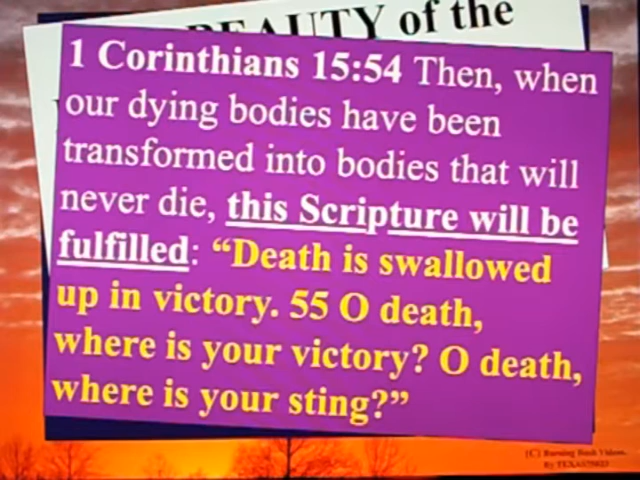 BEAUTY of the
1 Corinthians 15:54 Then, when
our dying bodies have been
transformed into bodies that will
never die, this Scripture will be
fulfilled: “Death is swallowed
up in victory. 55 O death,
where is your victory? O death,
where is your sting?”
(C) Burning Bush Videos.
By TEXAS75023